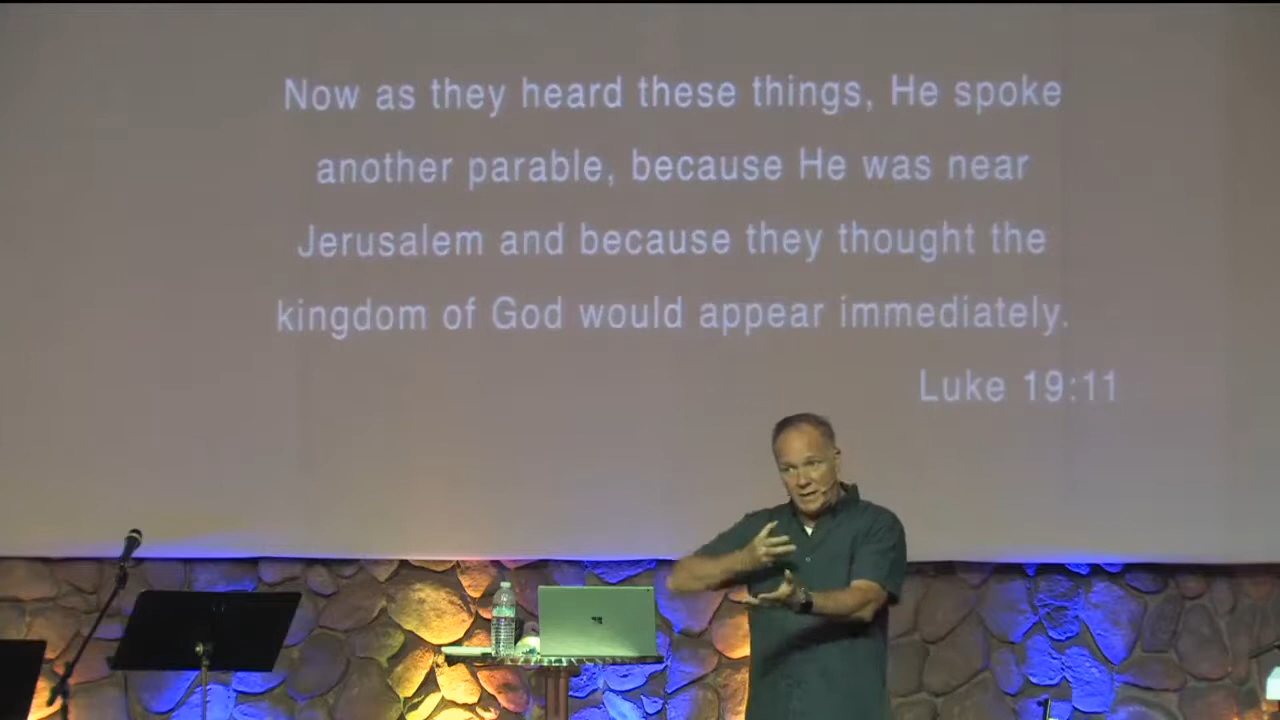 Now as they heard these things, He spoke
another parable, because He was near
Jerusalem and because they thought the
kingdom of God would appear immediately.
Luke 19:11